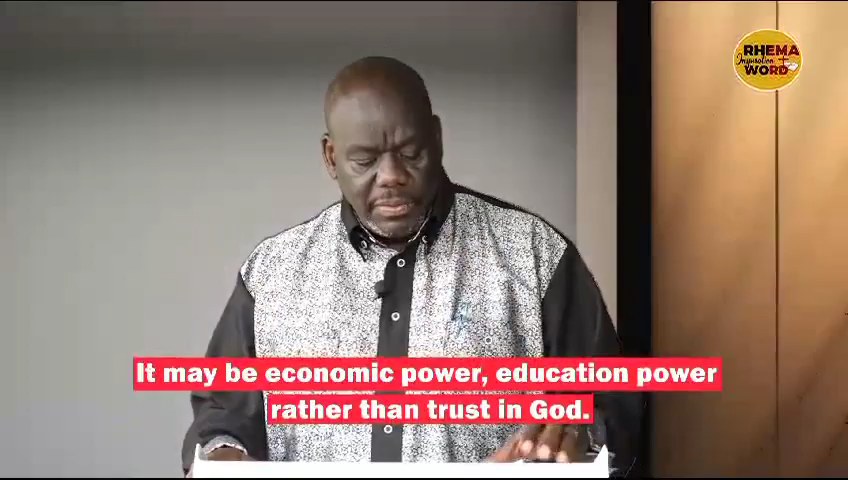 RHEMA
Inspiration
WORD
It may be economic power, education power
rather than trust in God.